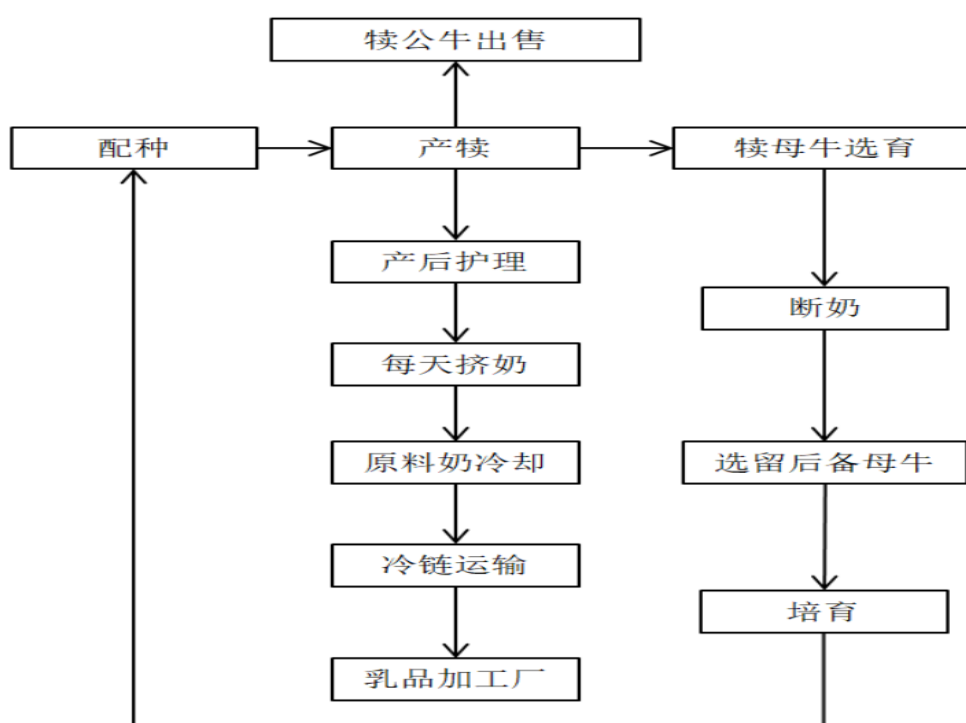 犊公牛出售
配种
产犊
犊母牛选育
产后护理
断奶
每天挤奶
原料奶冷却
选留后备母牛
冷链运输
培育
乳品加工厂